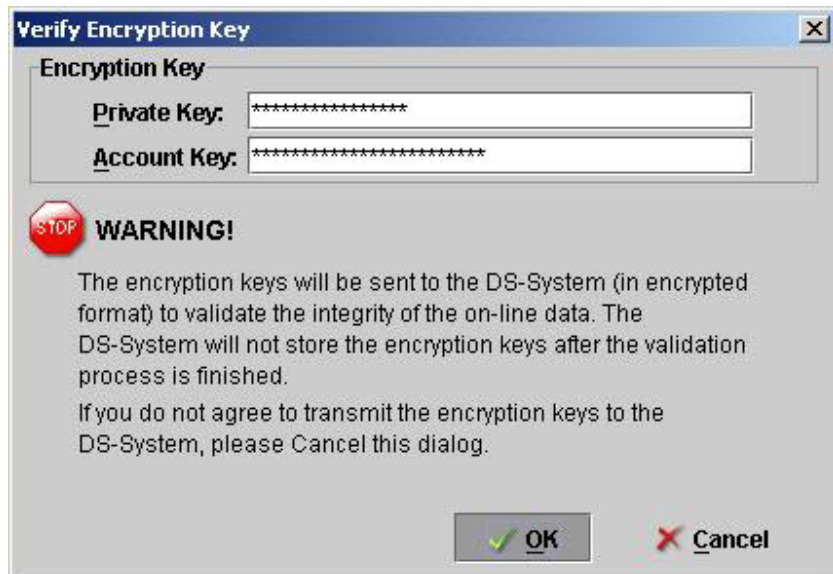 Verify Encryption Key
Encryption Key
Private Key: ****************
Account Key: ************************
STOP WARNING!
The encryption keys will be sent to the DS-System (in encrypted
format) to validate the integrity of the on-line data. The
DS-System will not store the encryption keys after the validation
process is finished.
If you do not agree to transmit the encryption keys to the
DS-System, please Cancel this dialog.
OK Cancel